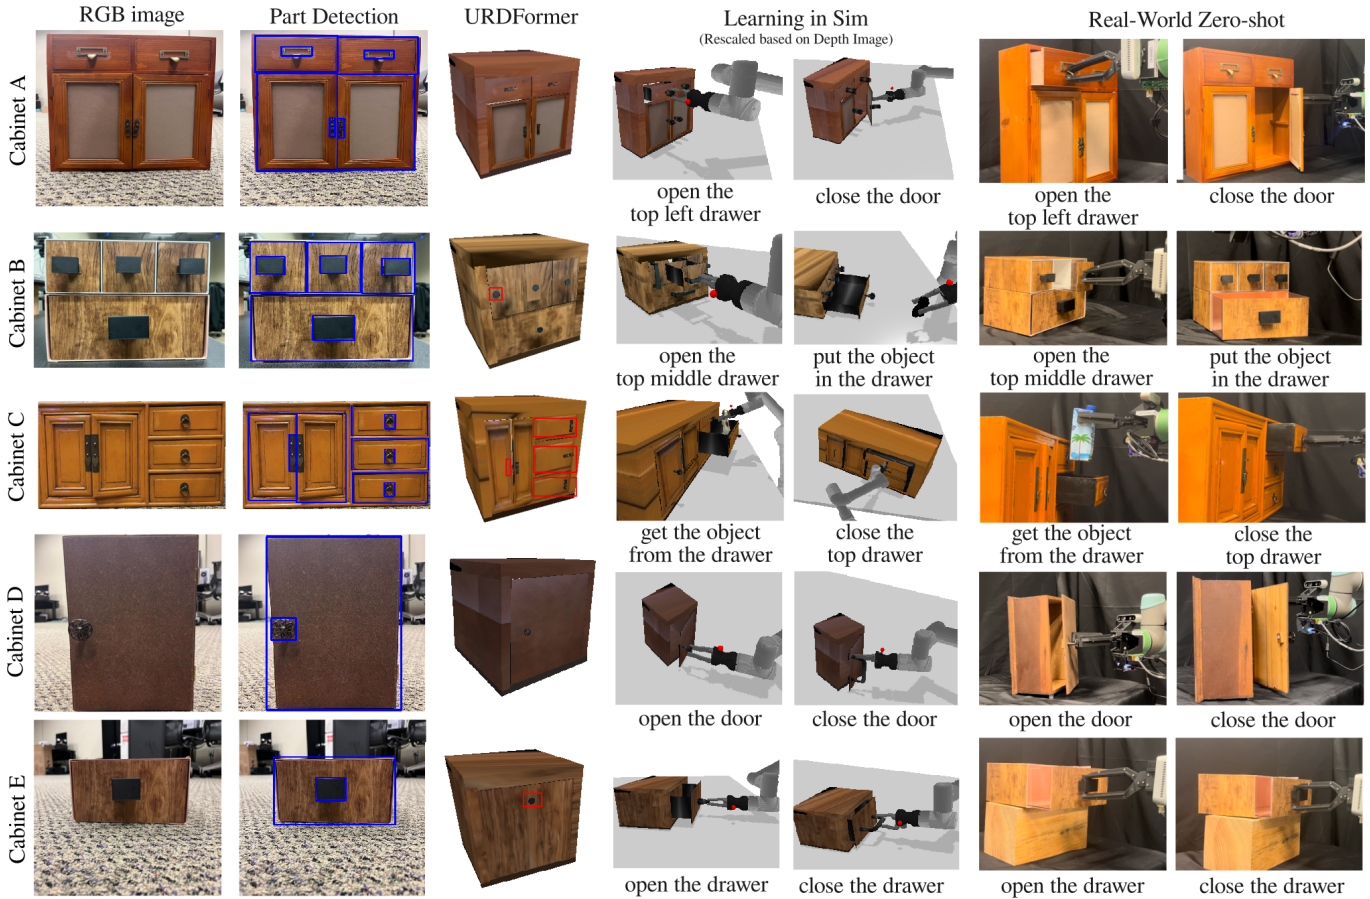 RGB image
Part Detection
URDFormer
Learning in Sim
(Rescaled based on Depth Image)
Real-World Zero-shot
Cabinet A
open the
top left drawer
close the door
open the
top left drawer
close the door
Cabinet B
open the
top middle drawer
put the object
in the drawer
open the
top middle drawer
put the object
in the drawer
Cabinet C
get the object
from the drawer
close the
top drawer
get the object
from the drawer
close the
top drawer
Cabinet D
open the door
close the door
open the door
close the door
Cabinet E
open the drawer
close the drawer
open the drawer
close the drawer